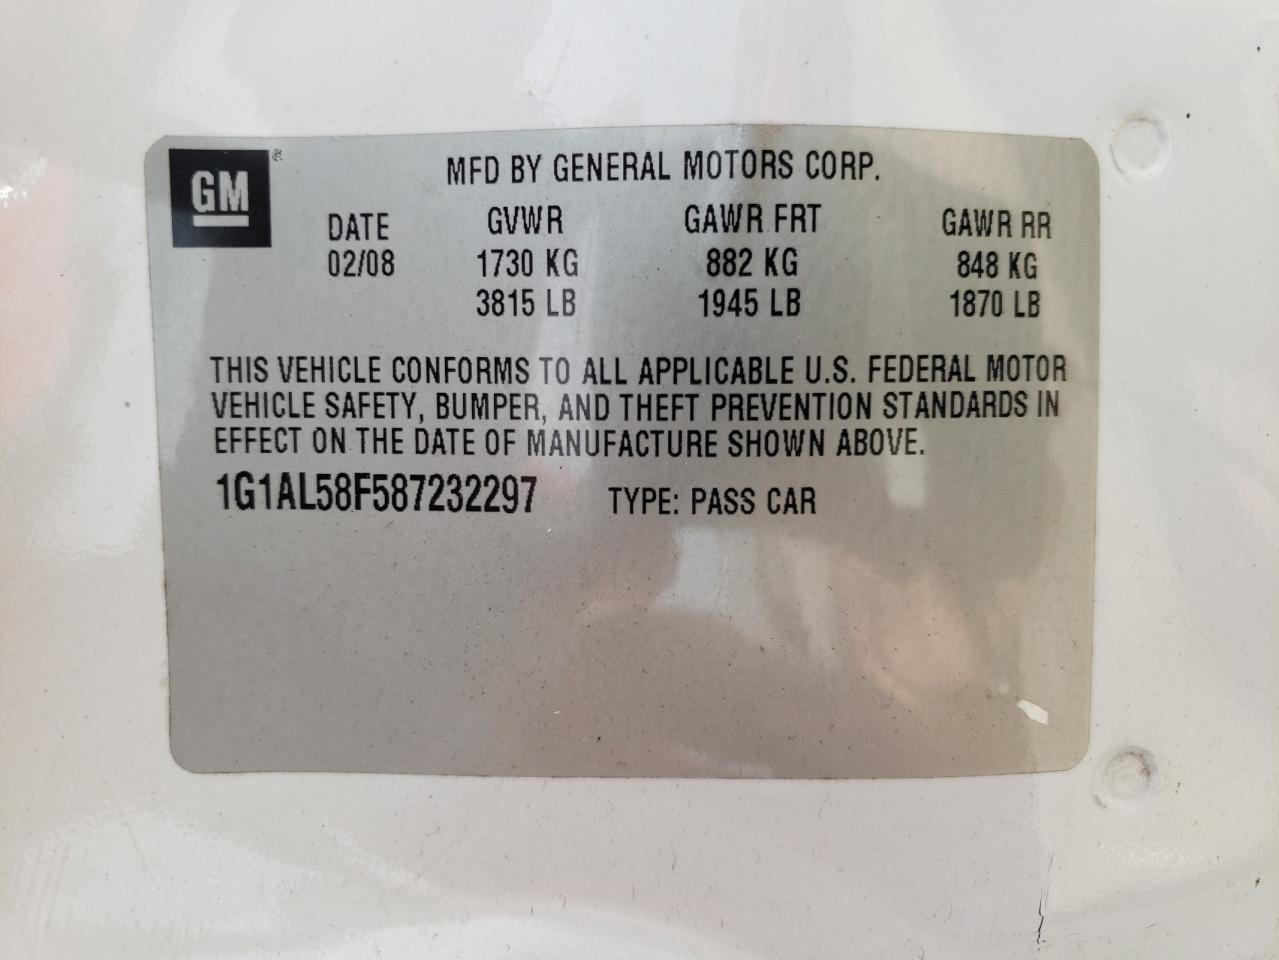 GM ®
MFD BY GENERAL MOTORS CORP.
DATE GVWR GAWR FRT GAWR RR
02/08 1730 KG 882 KG 848 KG
3815 LB 1945 LB 1870 LB
THIS VEHICLE CONFORMS TO ALL APPLICABLE U.S. FEDERAL MOTOR
VEHICLE SAFETY, BUMPER, AND THEFT PREVENTION STANDARDS IN
EFFECT ON THE DATE OF MANUFACTURE SHOWN ABOVE.
1G1AL58F587232297 TYPE: PASS CAR